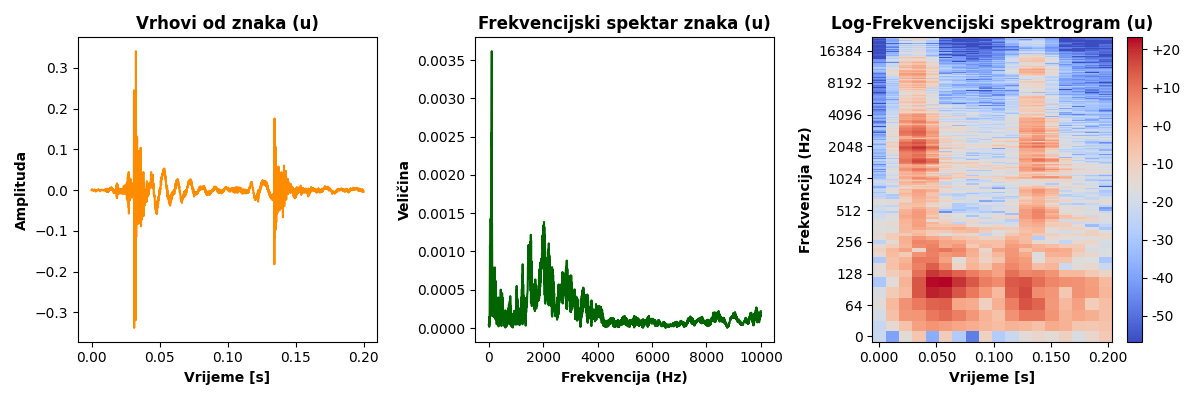 Vrhovi od znaka (u)
0.3
0.2
0.1
0.0
−0.1
−0.2
−0.3
Amplituda
0.00 0.05 0.10 0.15 0.20
Vrijeme [s]
Frekvencijski spektar znaka (u)
0.0035
0.0030
0.0025
0.0020
0.0015
0.0010
0.0005
0.0000
Veličina
0 2000 4000 6000 8000 10000
Frekvencija (Hz)
Log-Frekvencijski spektrogram (u)
16384
8192
4096
2048
1024
512
256
128
64
0
Frekvencija (Hz)
0.000 0.050 0.100 0.150 0.200
Vrijeme [s]
+20
+10
+0
-10
-20
-30
-40
-50